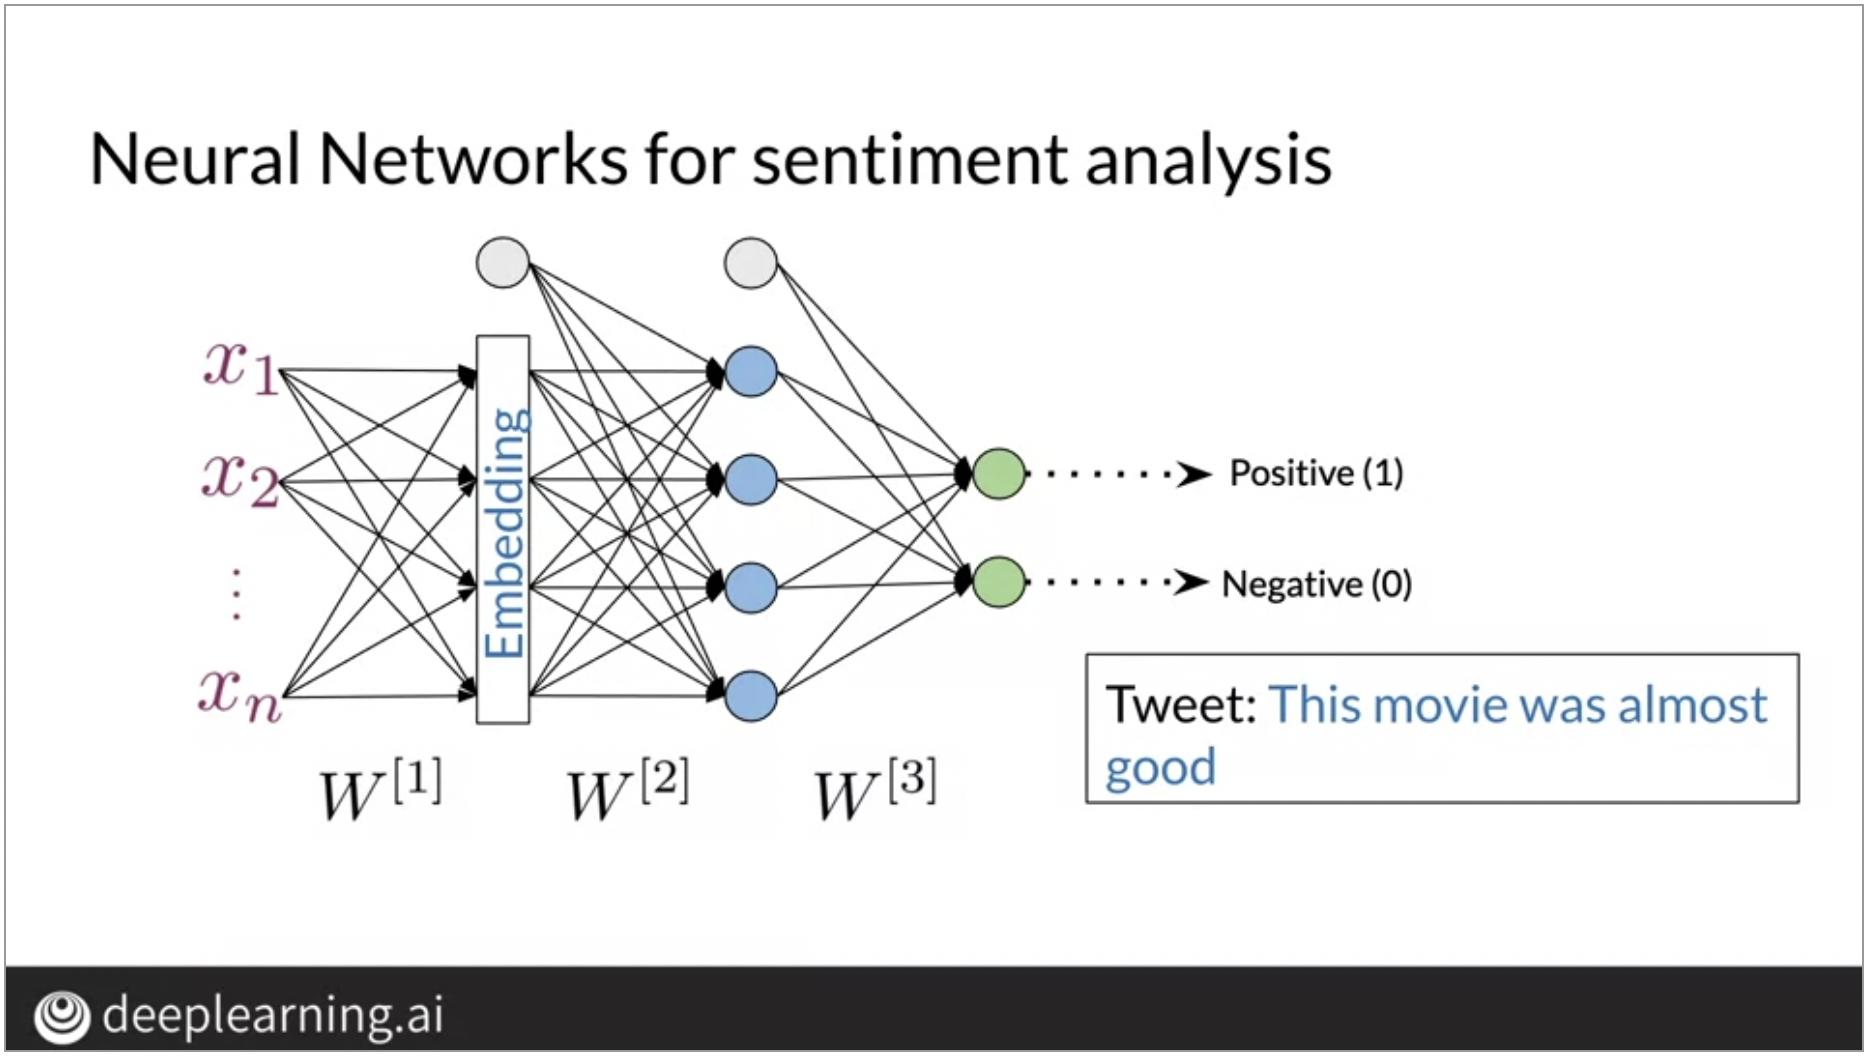 Neural Networks for sentiment analysis
x₁
x₂
⋮
xₙ
Embedding
W^[1]
W^[2]
W^[3]
Positive (1)
Negative (0)
Tweet: This movie was almost
good
deeplearning.ai